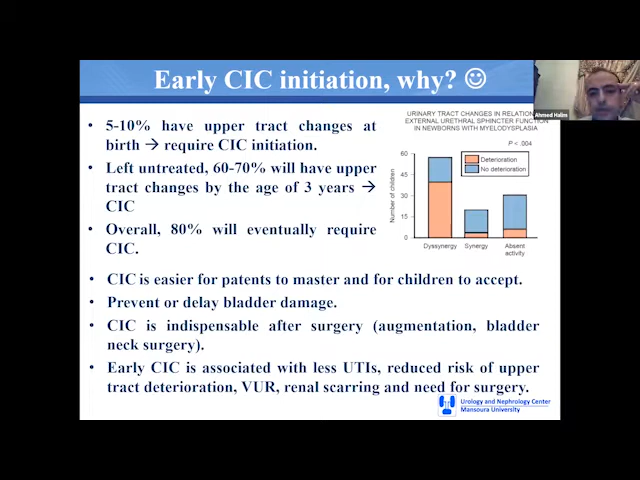 Early CIC initiation, why? ☺
• 5-10% have upper tract changes at
birth → require CIC initiation.
• Left untreated, 60-70% will have upper
tract changes by the age of 3 years →
CIC
• Overall, 80% will eventually require
CIC.
URINARY TRACT CHANGES IN RELATION
EXTERNAL URETHRAL SPHINCTER FUNCTION
IN NEWBORNS WITH MYELODYSPLASIA
P < .004
Deterioration
No deterioration
Number of children
60
45
30
15
0
Dyssynergy
Synergy
Absent
activity
• CIC is easier for patents to master and for children to accept.
• Prevent or delay bladder damage.
• CIC is indispensable after surgery (augmentation, bladder
neck surgery).
• Early CIC is associated with less UTIs, reduced risk of upper
tract deterioration, VUR, renal scarring and need for surgery.
Urology and Nephrology Center
Mansoura University
Ahmed Halim